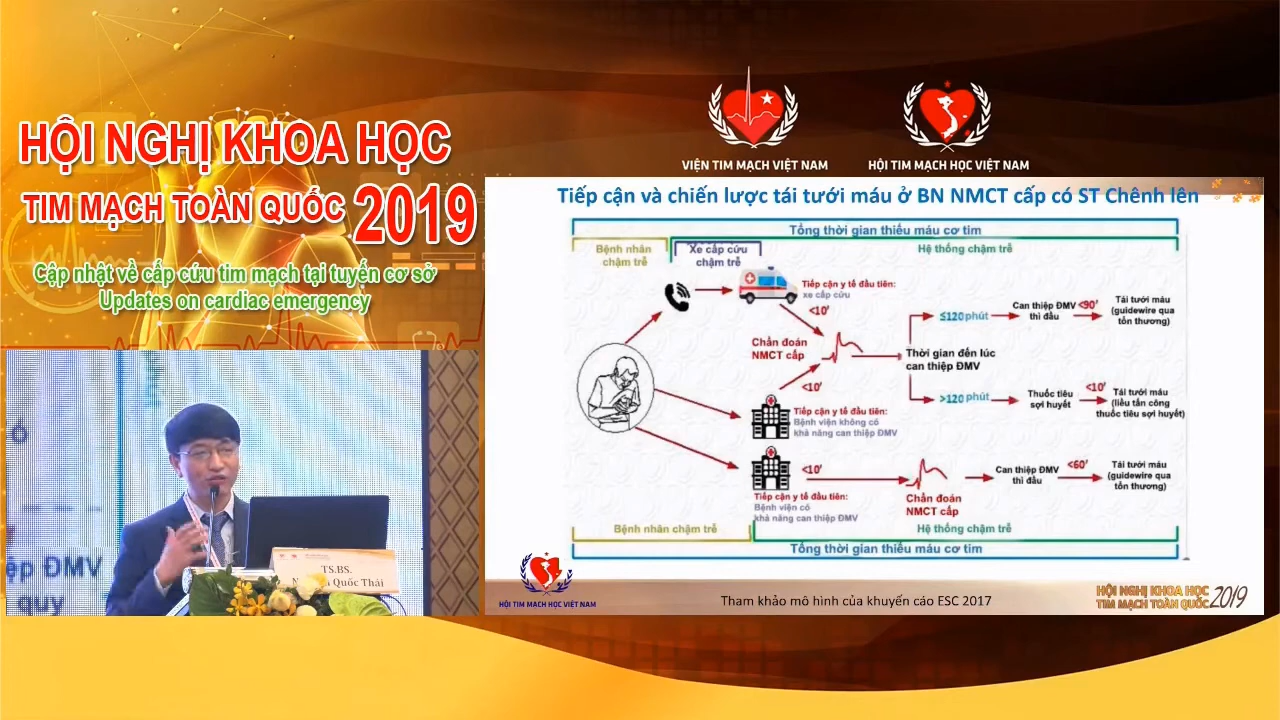 HỘI NGHỊ KHOA HỌC
TIM MẠCH TOÀN QUỐC 2019
Cập nhật về cấp cứu tim mạch tại tuyến cơ sở
Updates on cardiac emergency
VIỆN TIM MẠCH VIỆT NAM
HỘI TIM MẠCH HỌC VIỆT NAM
Tiếp cận và chiến lược tái tưới máu ở BN NMCT cấp có ST Chênh lên
Tổng thời gian thiếu máu cơ tim
Bệnh nhân
chậm trễ
Xe cấp cứu
chậm trễ
Hệ thống chậm trễ
Tiếp cận y tế đầu tiên:
xe cấp cứu
<10'
Chẩn đoán
NMCT cấp
<10'
Thời gian đến lúc
can thiệp ĐMV
≤120 phút
Can thiệp ĐMV
thì đầu
<90'
Tái tưới máu
(guidewire qua
tổn thương)
>120 phút
Thuốc tiêu
sợi huyết
<10'
Tái tưới máu
(liều tấn công
thuốc tiêu sợi huyết)
Tiếp cận y tế đầu tiên:
Bệnh viện không có
khả năng can thiệp ĐMV
<10'
Tiếp cận y tế đầu tiên:
Bệnh viện có
khả năng can thiệp ĐMV
Chẩn đoán
NMCT cấp
Can thiệp ĐMV
thì đầu
<60'
Tái tưới máu
(guidewire qua
tổn thương)
Bệnh nhân chậm trễ
Hệ thống chậm trễ
Tổng thời gian thiếu máu cơ tim
HỘI TIM MẠCH HỌC VIỆT NAM
Tham khảo mô hình của khuyến cáo ESC 2017
HỘI NGHỊ KHOA HỌC
TIM MẠCH TOÀN QUỐC 2019
6
ệp ĐMV
quy
TS.BS.
Quốc Thái